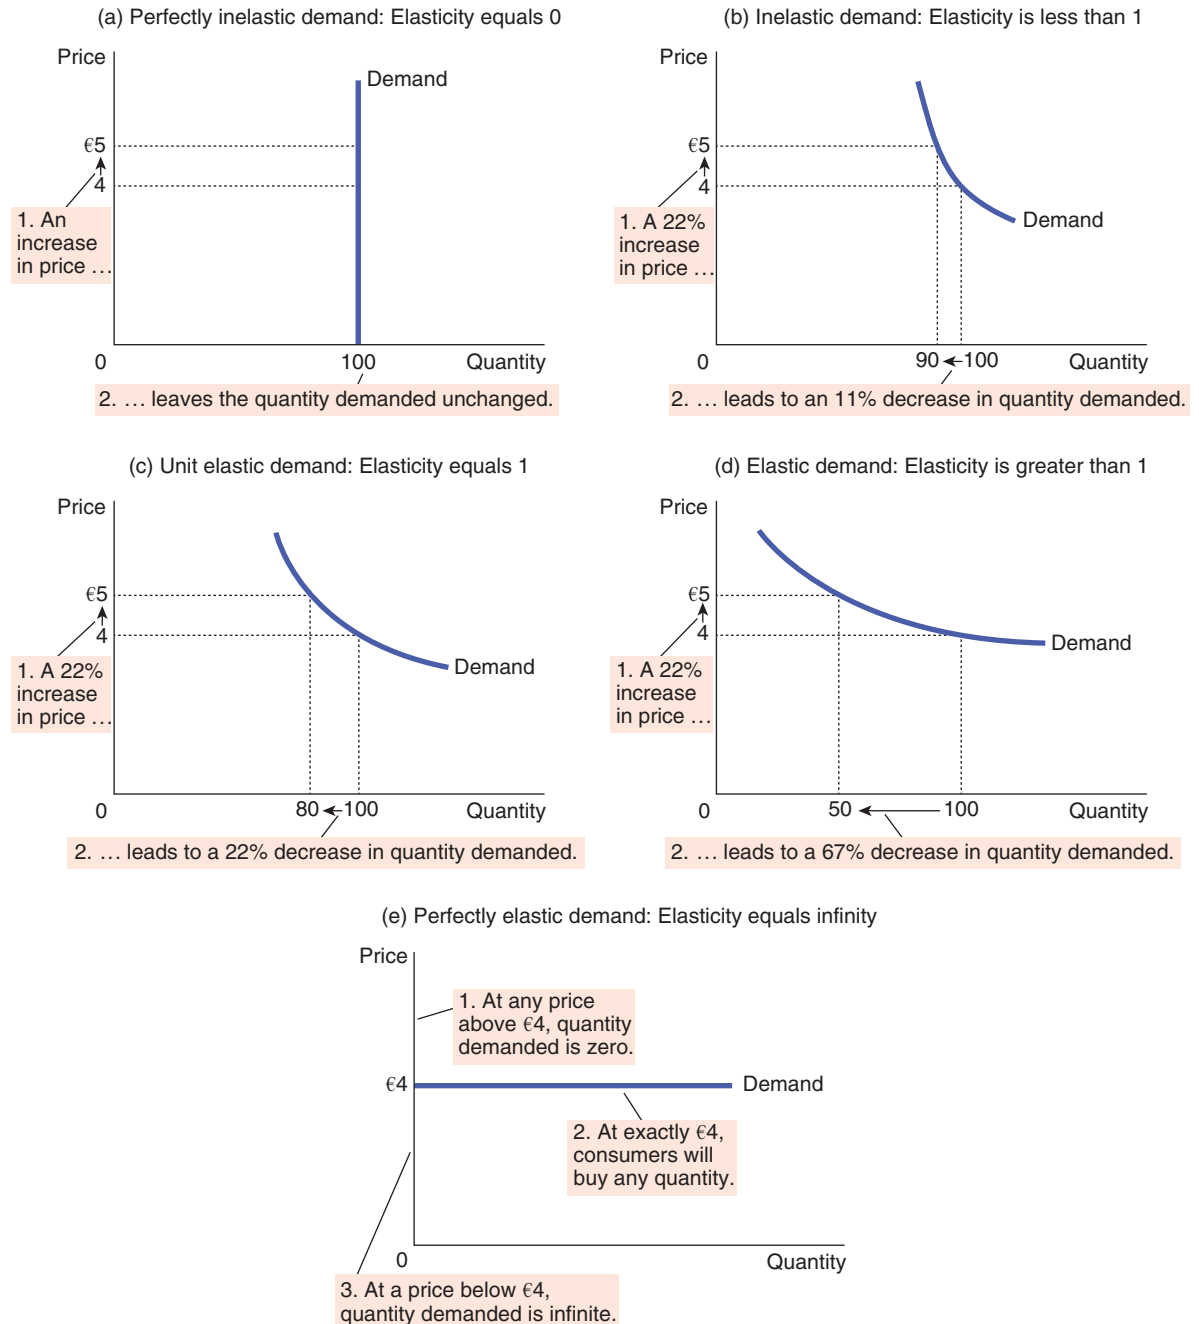 (a) Perfectly inelastic demand: Elasticity equals 0
Price
Demand
€5
4
1. An
increase
in price …
0
100
Quantity
2. … leaves the quantity demanded unchanged.
(b) Inelastic demand: Elasticity is less than 1
Price
€5
4
1. A 22%
increase
in price …
Demand
0
90
100
Quantity
2. … leads to an 11% decrease in quantity demanded.
(c) Unit elastic demand: Elasticity equals 1
Price
€5
4
1. A 22%
increase
in price …
Demand
0
80
100
Quantity
2. … leads to a 22% decrease in quantity demanded.
(d) Elastic demand: Elasticity is greater than 1
Price
€5
4
1. A 22%
increase
in price …
Demand
0
50
100
Quantity
2. … leads to a 67% decrease in quantity demanded.
(e) Perfectly elastic demand: Elasticity equals infinity
Price
1. At any price
above €4, quantity
demanded is zero.
€4
Demand
2. At exactly €4,
consumers will
buy any quantity.
0
Quantity
3. At a price below €4,
quantity demanded is infinite.